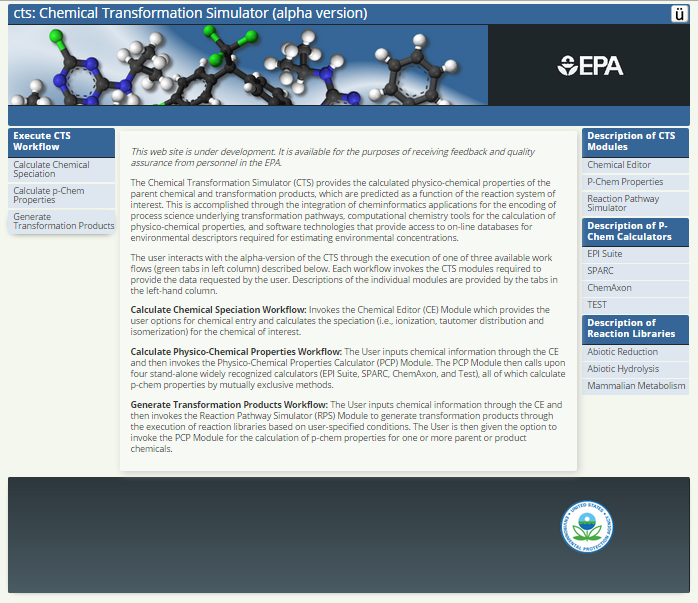 cts: Chemical Transformation Simulator (alpha version)
ü
EPA
Execute CTS
Workflow
Calculate Chemical
Speciation
Calculate p-Chem
Properties
Generate
Transformation Products
This web site is under development. It is available for the purposes of receiving feedback and quality
assurance from personnel in the EPA.
The Chemical Transformation Simulator (CTS) provides the calculated physico-chemical properties of the
parent chemical and transformation products, which are predicted as a function of the reaction system of
interest. This is accomplished through the integration of cheminformatics applications for the encoding of
process science underlying transformation pathways, computational chemistry tools for the calculation of
physico-chemical properties, and software technologies that provide access to on-line databases for
environmental descriptors required for estimating environmental concentrations.
The user interacts with the alpha-version of the CTS through the execution of one of three available work
flows (green tabs in left column) described below. Each workflow invokes the CTS modules required to
provide the data requested by the user. Descriptions of the individual modules are provided by the tabs in
the left-hand column.
Calculate Chemical Speciation Workflow: Invokes the Chemical Editor (CE) Module which provides the
user options for chemical entry and calculates the speciation (i.e., ionization, tautomer distribution and
isomerization) for the chemical of interest.
Calculate Physico-Chemical Properties Workflow: The User inputs chemical information through the CE
and then invokes the Physico-Chemical Properties Calculator (PCP) Module. The PCP Module then calls upon
four stand-alone widely recognized calculators (EPI Suite, SPARC, ChemAxon, and Test), all of which calculate
p-chem properties by mutually exclusive methods.
Generate Transformation Products Workflow: The User inputs chemical information through the CE and
then invokes the Reaction Pathway Simulator (RPS) Module to generate transformation products through
the execution of reaction libraries based on user-specified conditions. The User is then given the option to
invoke the PCP Module for the calculation of p-chem properties for one or more parent or product
chemicals.
Description of CTS
Modules
Chemical Editor
P-Chem Properties
Reaction Pathway
Simulator
Description of P-
Chem Calculators
EPI Suite
SPARC
ChemAxon
TEST
Description of
Reaction Libraries
Abiotic Reduction
Abiotic Hydrolysis
Mammalian Metabolism
UNITED STATES
ENVIRONMENTAL PROTECTION AGENCY